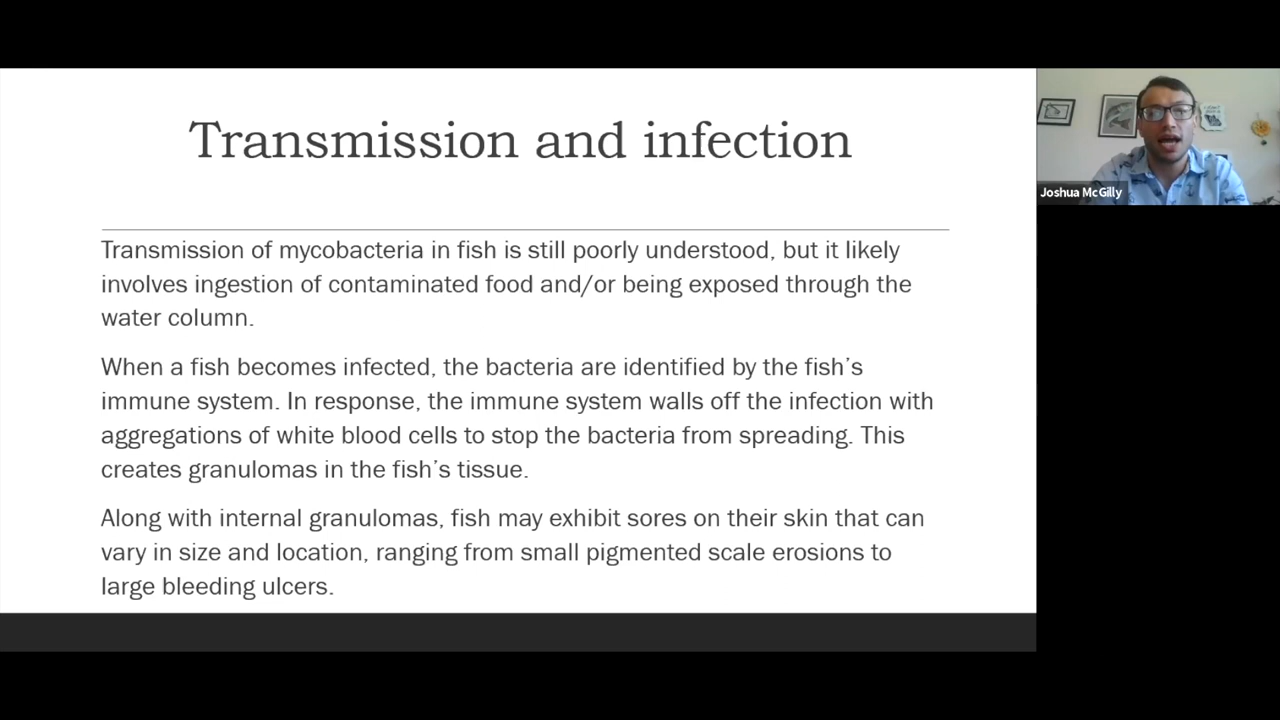 Transmission and infection
Joshua McGilly
Transmission of mycobacteria in fish is still poorly understood, but it likely
involves ingestion of contaminated food and/or being exposed through the
water column.
When a fish becomes infected, the bacteria are identified by the fish’s
immune system. In response, the immune system walls off the infection with
aggregations of white blood cells to stop the bacteria from spreading. This
creates granulomas in the fish’s tissue.
Along with internal granulomas, fish may exhibit sores on their skin that can
vary in size and location, ranging from small pigmented scale erosions to
large bleeding ulcers.